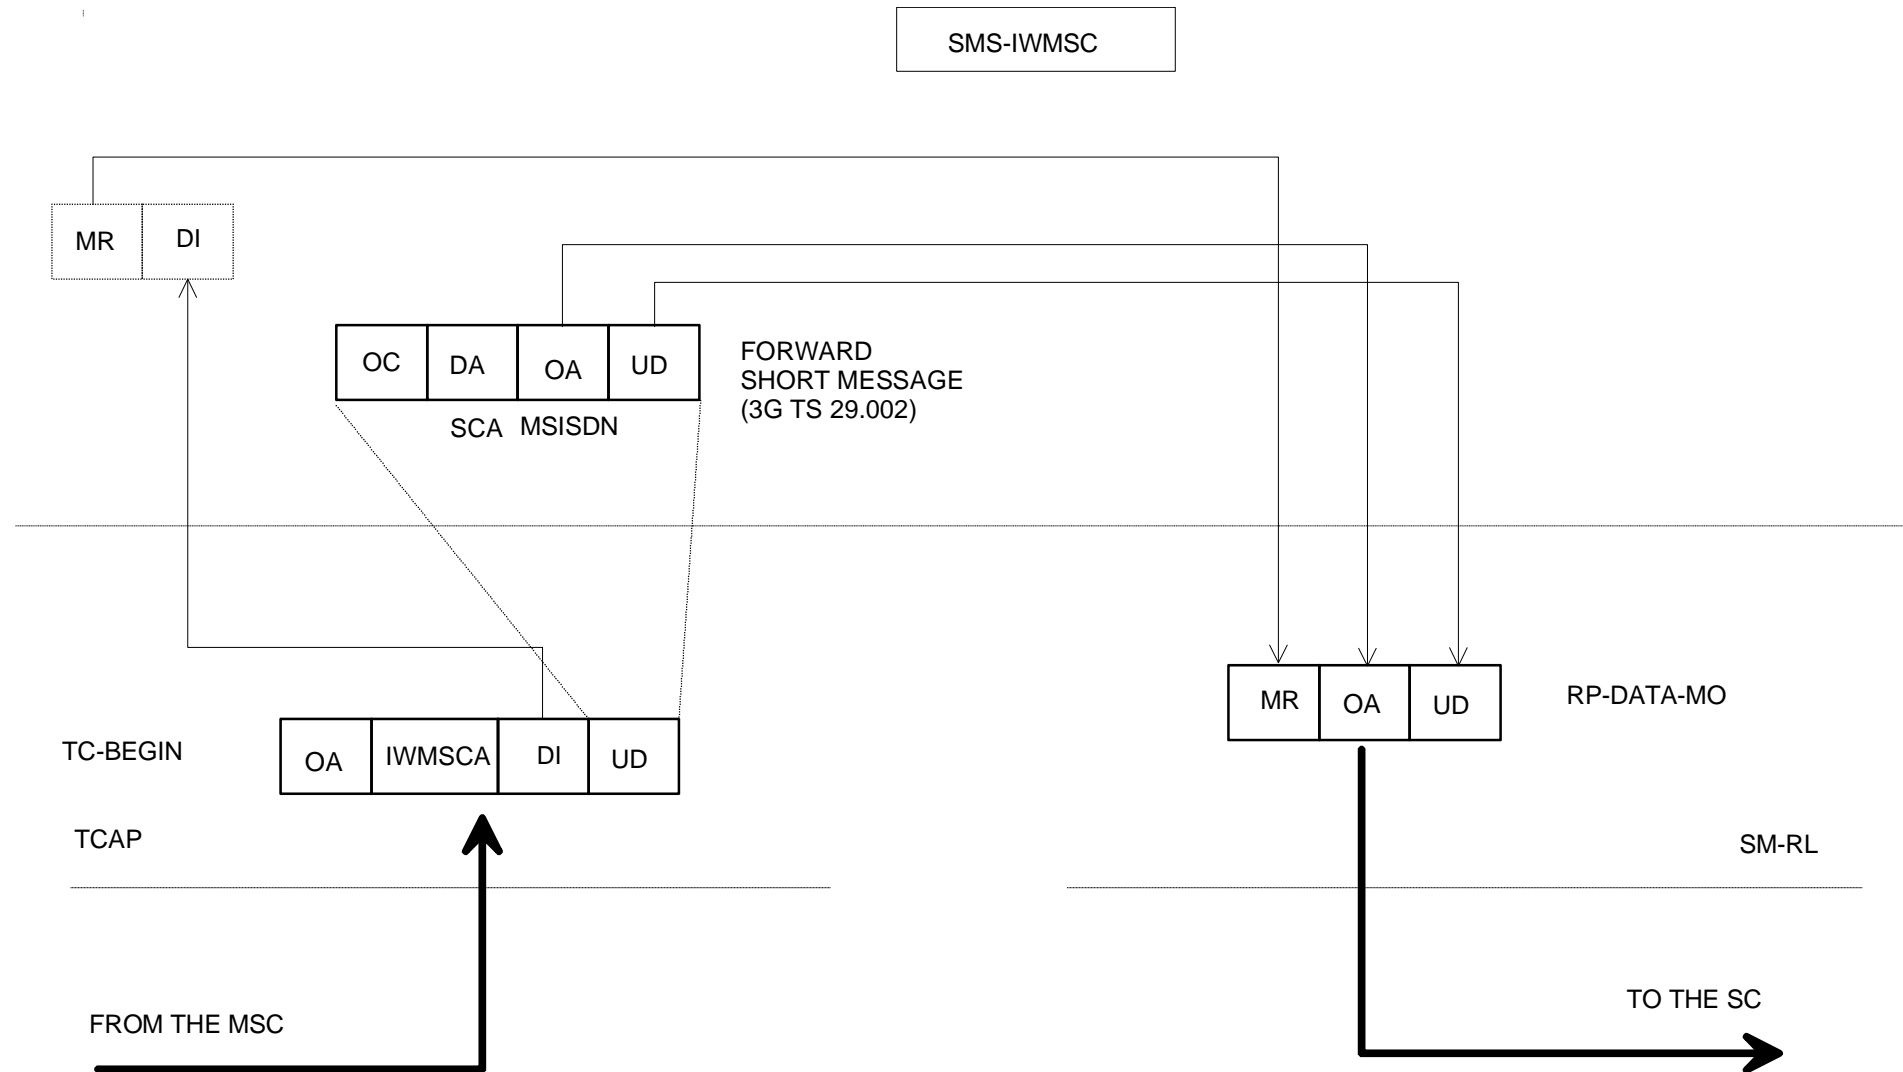 SMS-IWMSC
MR DI
OC DA OA UD
FORWARD
SHORT MESSAGE
(3G TS 29.002)
SCA MSISDN
MR OA UD
RP-DATA-MO
TC-BEGIN
OA IWMSCA DI UD
TCAP
SM-RL
FROM THE MSC
TO THE SC